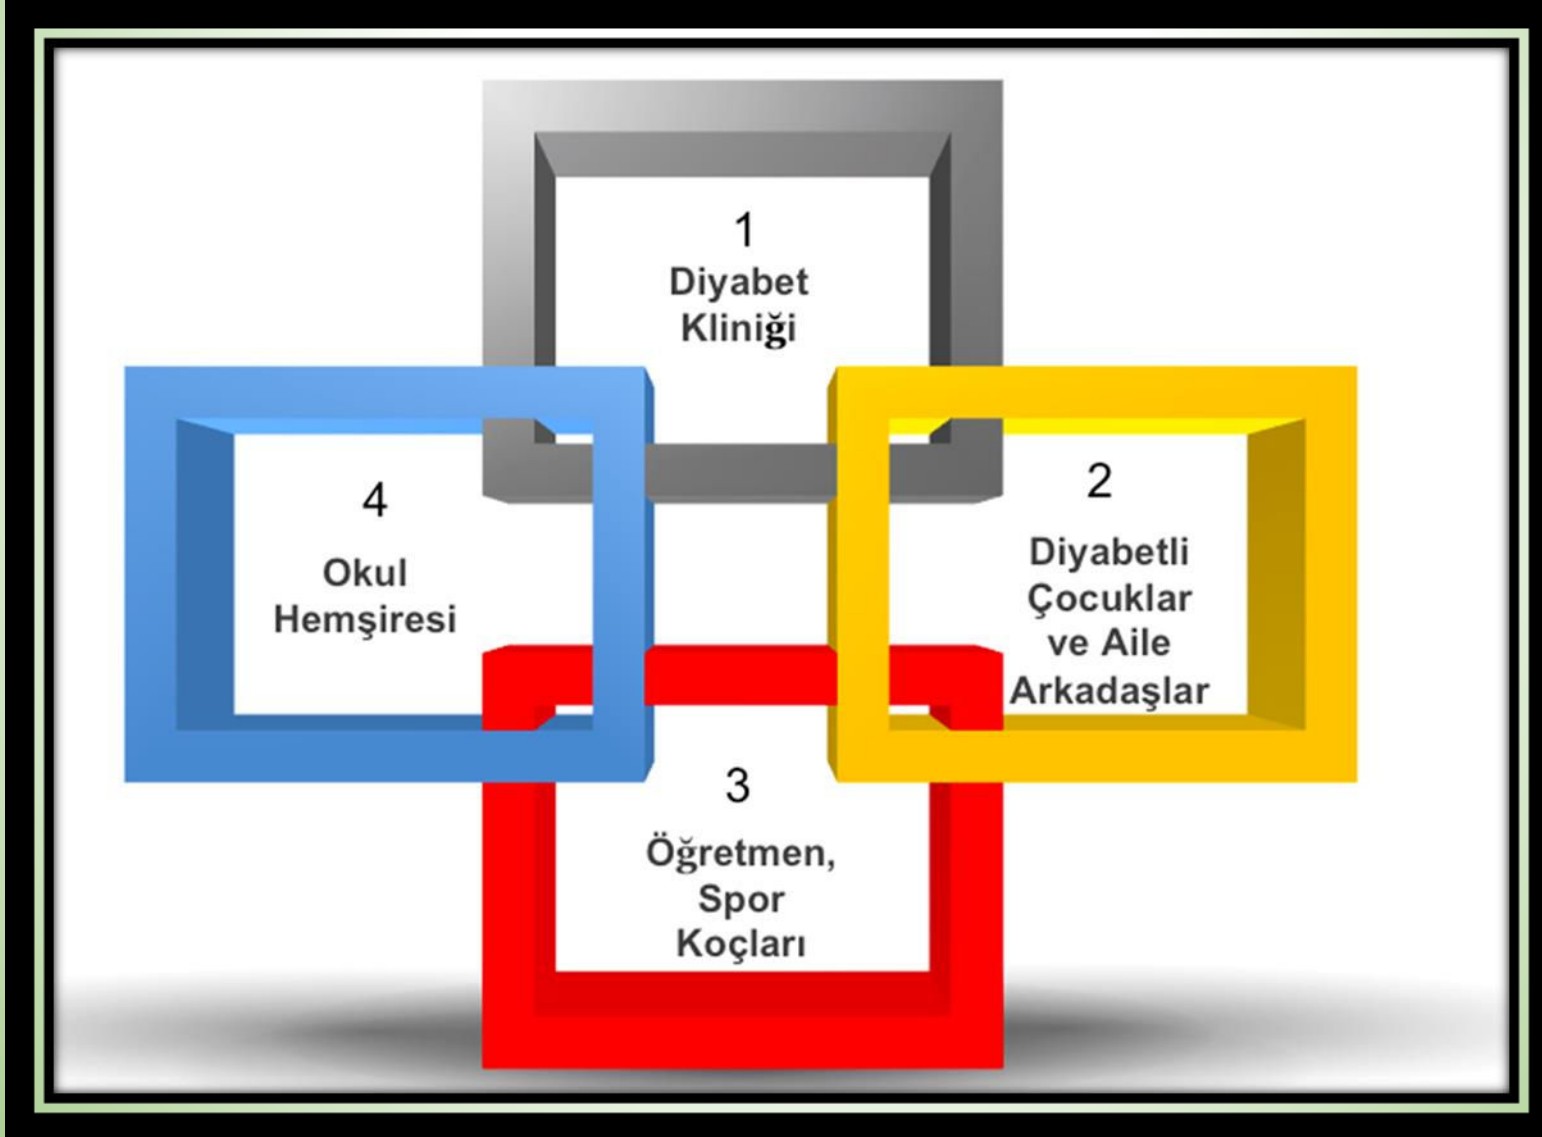 1
Diyabet
Kliniği
2
Diyabetli
Çocuklar
ve Aile
Arkadaşlar
3
Öğretmen,
Spor
Koçları
4
Okul
Hemşiresi